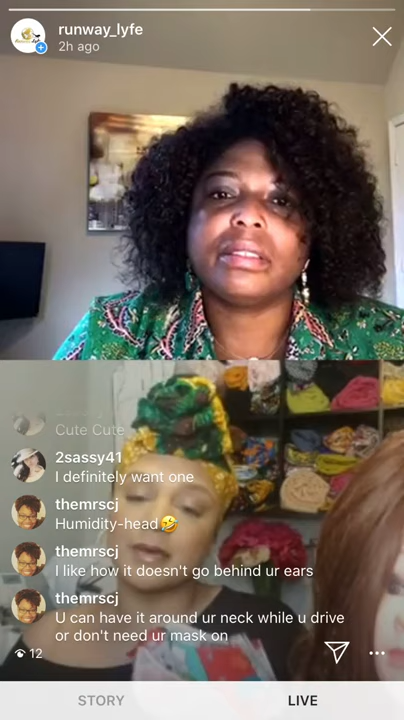 runway_lyfe
2h ago
Cute Cute
2sassy41
I definitely want one
themrscj
Humidity-head🤣
themrscj
I like how it doesn't go behind ur ears
themrscj
U can have it around ur neck while u drive
or don't need ur mask on
12
STORY
LIVE